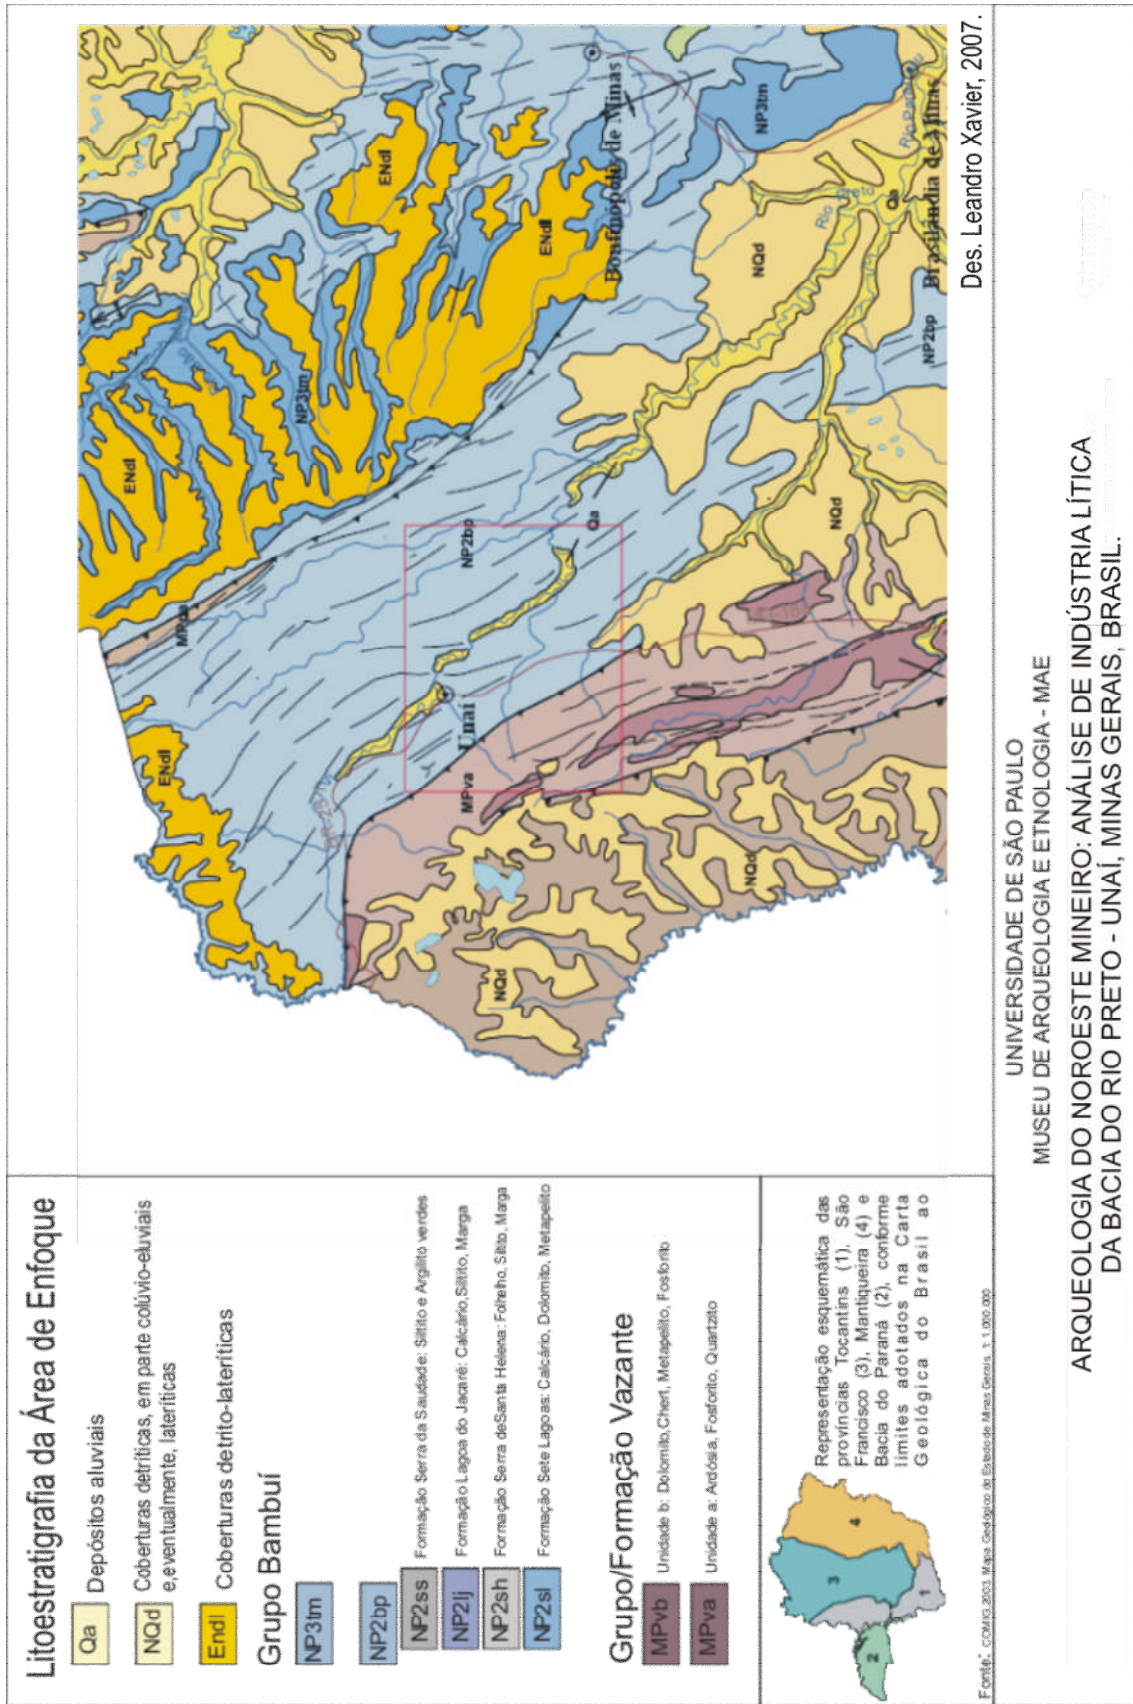 Litoestratigrafia da Área de Enfoque
Qa
Depósitos aluviais
NQd
Coberturas detríticas, em parte colúvio-eluviais
e,eventualmente, lateríticas
Endl
Coberturas detrito-lateríticas
Grupo Bambuí
NP3tm
NP2bp
NP2ss
Formação Serra da Saudade: Siltito e Argilito verdes
NP2lj
Formação Lagoa do Jacaré: Calcário,Siltito, Marga
NP2sh
Formação Serra deSanta Helena: Folhelho, Siltito, Marga
NP2sl
Formação Sete Lagoas: Calcário, Dolomito, Metapelito
Grupo/Formação Vazante
MPvb
Unidade b: Dolomito,Chert, Metapelito, Fosforito
MPva
Unidade a: Ardósia, Fosforito, Quartzito
1
2
3
4
Representação esquemática das
províncias Tocantins (1), São
Francisco (3), Mantiqueira (4) e
Bacia do Paraná (2), conforme
limites adotados na Carta
Geológica do Brasil ao
Fonte: COMIG.2003. Mapa Geológico do Estado de Minas Gerais. 1: 1.000.000
ENdl
NP3tm
ENdl
ENdl
ENdl
NP2bp
MPva
Unaí
Qa
NQd
NQd
NQd
NQd
NP3tm
Bonfinópolis de Minas
Rio Preto
Qa
Brasilândia de Minas
NP2bp
Des. Leandro Xavier, 2007.
UNIVERSIDADE DE SÃO PAULO
MUSEU DE ARQUEOLOGIA E ETNOLOGIA - MAE
ARQUEOLOGIA DO NOROESTE MINEIRO: ANÁLISE DE INDÚSTRIA LÍTICA
DA BACIA DO RIO PRETO - UNAÍ, MINAS GERAIS, BRASIL.